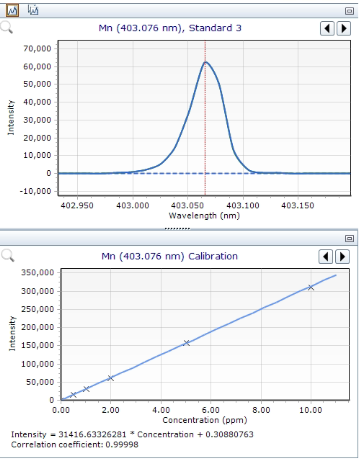 Mn (403.076 nm), Standard 3
70,000
60,000
50,000
40,000
30,000
20,000
10,000
0
-10,000
Intensity
402.950 403.000 403.050 403.100 403.150
Wavelength (nm)
Mn (403.076 nm) Calibration
350,000
300,000
250,000
200,000
150,000
100,000
50,000
0
Intensity
0.00 2.00 4.00 6.00 8.00 10.00
Concentration (ppm)
Intensity = 31416.63326281 * Concentration + 0.30880763
Correlation coefficient: 0.99998